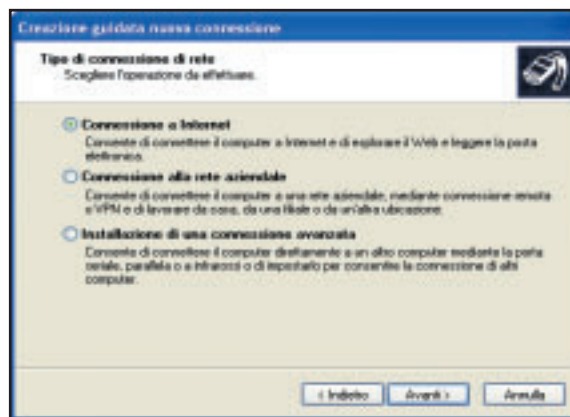 Creazione guidata nuova connessione
Tipo di connessione di rete
Scegliere l'operazione da effettuare.
Connessione a Internet
Consente di connettere il computer a Internet e di esplorare il Web e leggere la posta
elettronica.
Connessione alla rete aziendale
Consente di connettere il computer a una rete aziendale, mediante connessione remota
o VPN e di lavorare da casa, da una filiale o da un'altra ubicazione.
Installazione di una connessione avanzata
Consente di connettere il computer direttamente a un altro computer mediante la porta
seriale, parallela o a infrarossi o di impostarlo per consentire la connessione di altri
computer.
< Indietro
Avanti >
Annulla